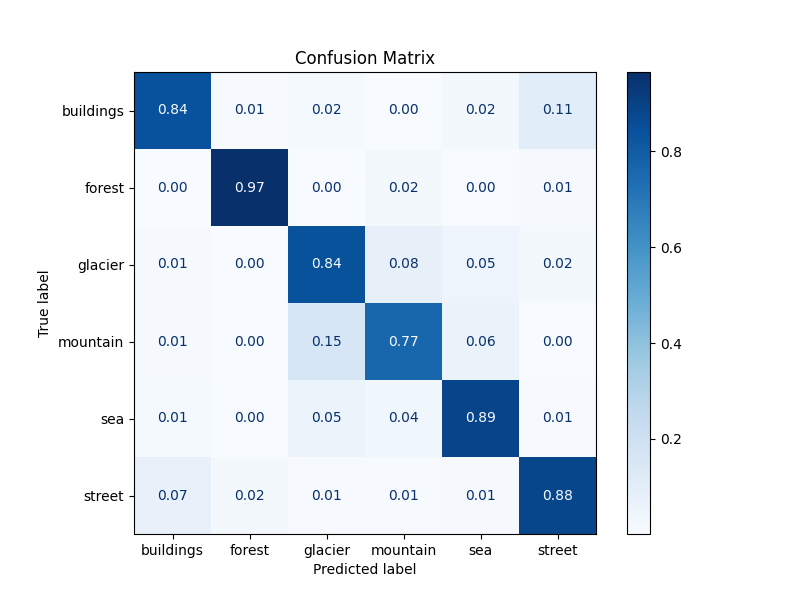 Confusion Matrix
True label
buildings 0.84 0.01 0.02 0.00 0.02 0.11
forest 0.00 0.97 0.00 0.02 0.00 0.01
glacier 0.01 0.00 0.84 0.08 0.05 0.02
mountain 0.01 0.00 0.15 0.77 0.06 0.00
sea 0.01 0.00 0.05 0.04 0.89 0.01
street 0.07 0.02 0.01 0.01 0.01 0.88
buildings forest glacier mountain sea street
Predicted label
0.8
0.6
0.4
0.2